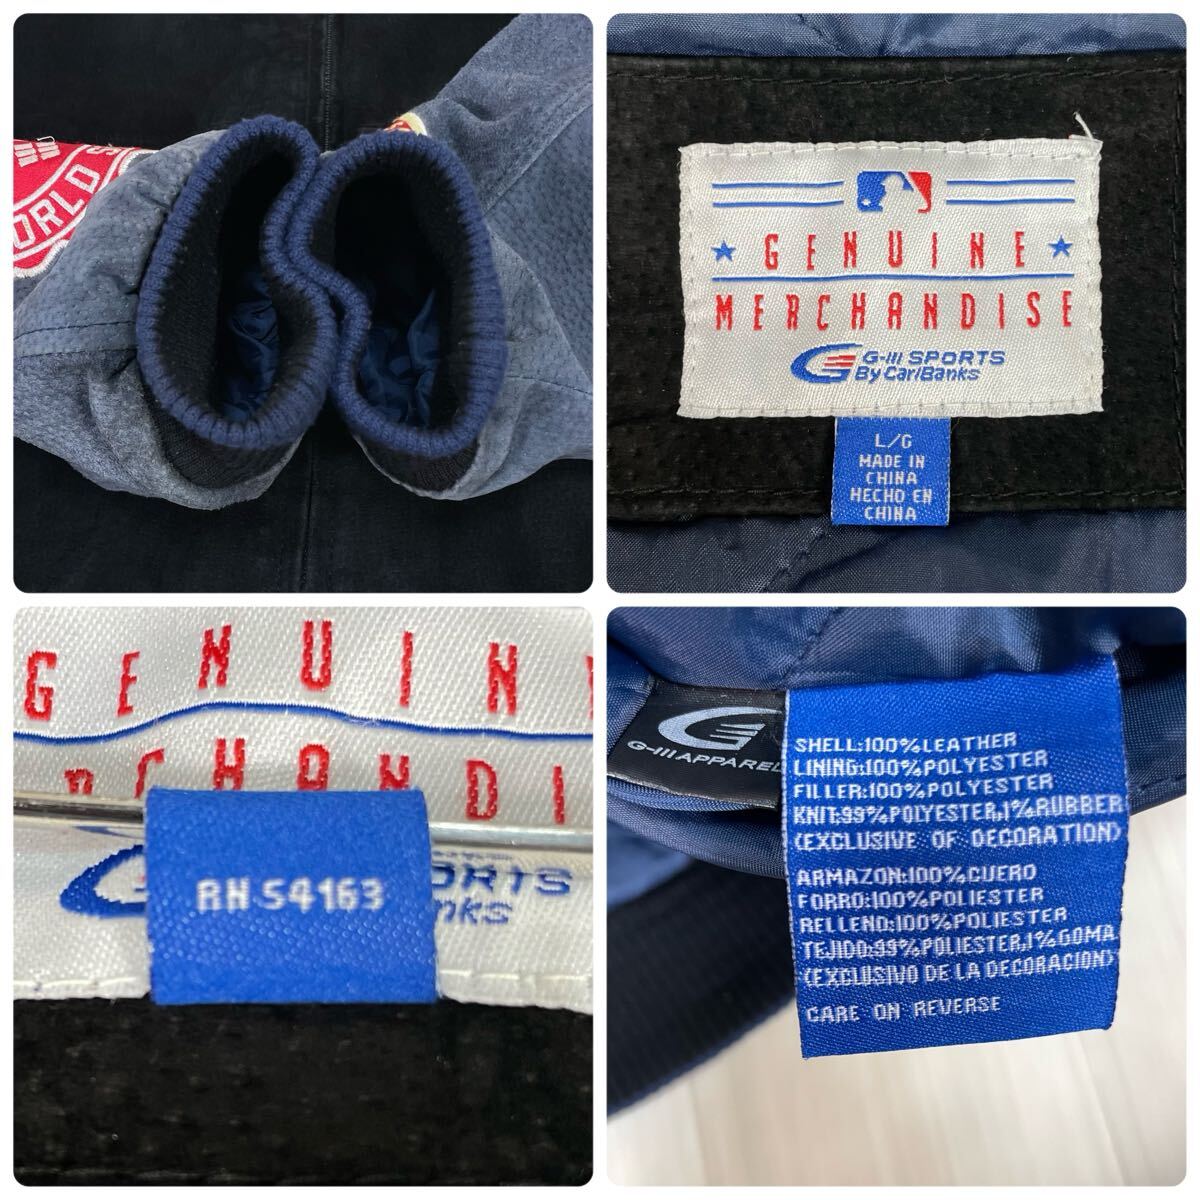 ORLD S
GENUINE
MERCHANDISE
G-III SPORTS
By Carl Banks
L/G
MADE IN
CHINA
HECHO EN
CHINA
GENUIN
RCHANDI
RN 54163
ORTS
nks
G-III APPAREL
SHELL:100%LEATHER
LINING:100%POLYESTER
FILLER:100%POLYESTER
KNIT:99%POLYESTER,1%RUBBER
(EXCLUSIVE OF DECORATION)
ARMAZON:100%CUERO
FORRO:100%POLIESTER
RELLENO:100%POLIESTER
TEJIDO:99%POLIESTER,1%GOMA
(EXCLUSIVO DE LA DECORACION)
CARE ON REVERSE